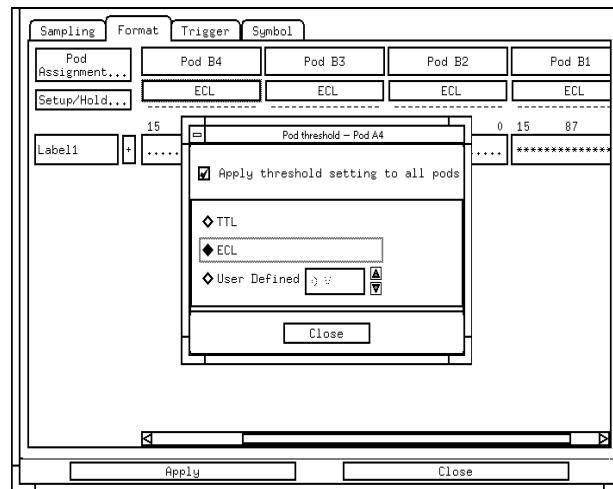 Sampling Format Trigger Symbol
Pod Assignment... Pod B4 Pod B3 Pod B2 Pod B1
Setup/Hold... ECL ECL ECL ECL
15 0 15 87
Label1 + ..... .... ************
Pod threshold — Pod A4
Apply threshold setting to all pods
TTL
ECL
User Defined
Close
Apply Close